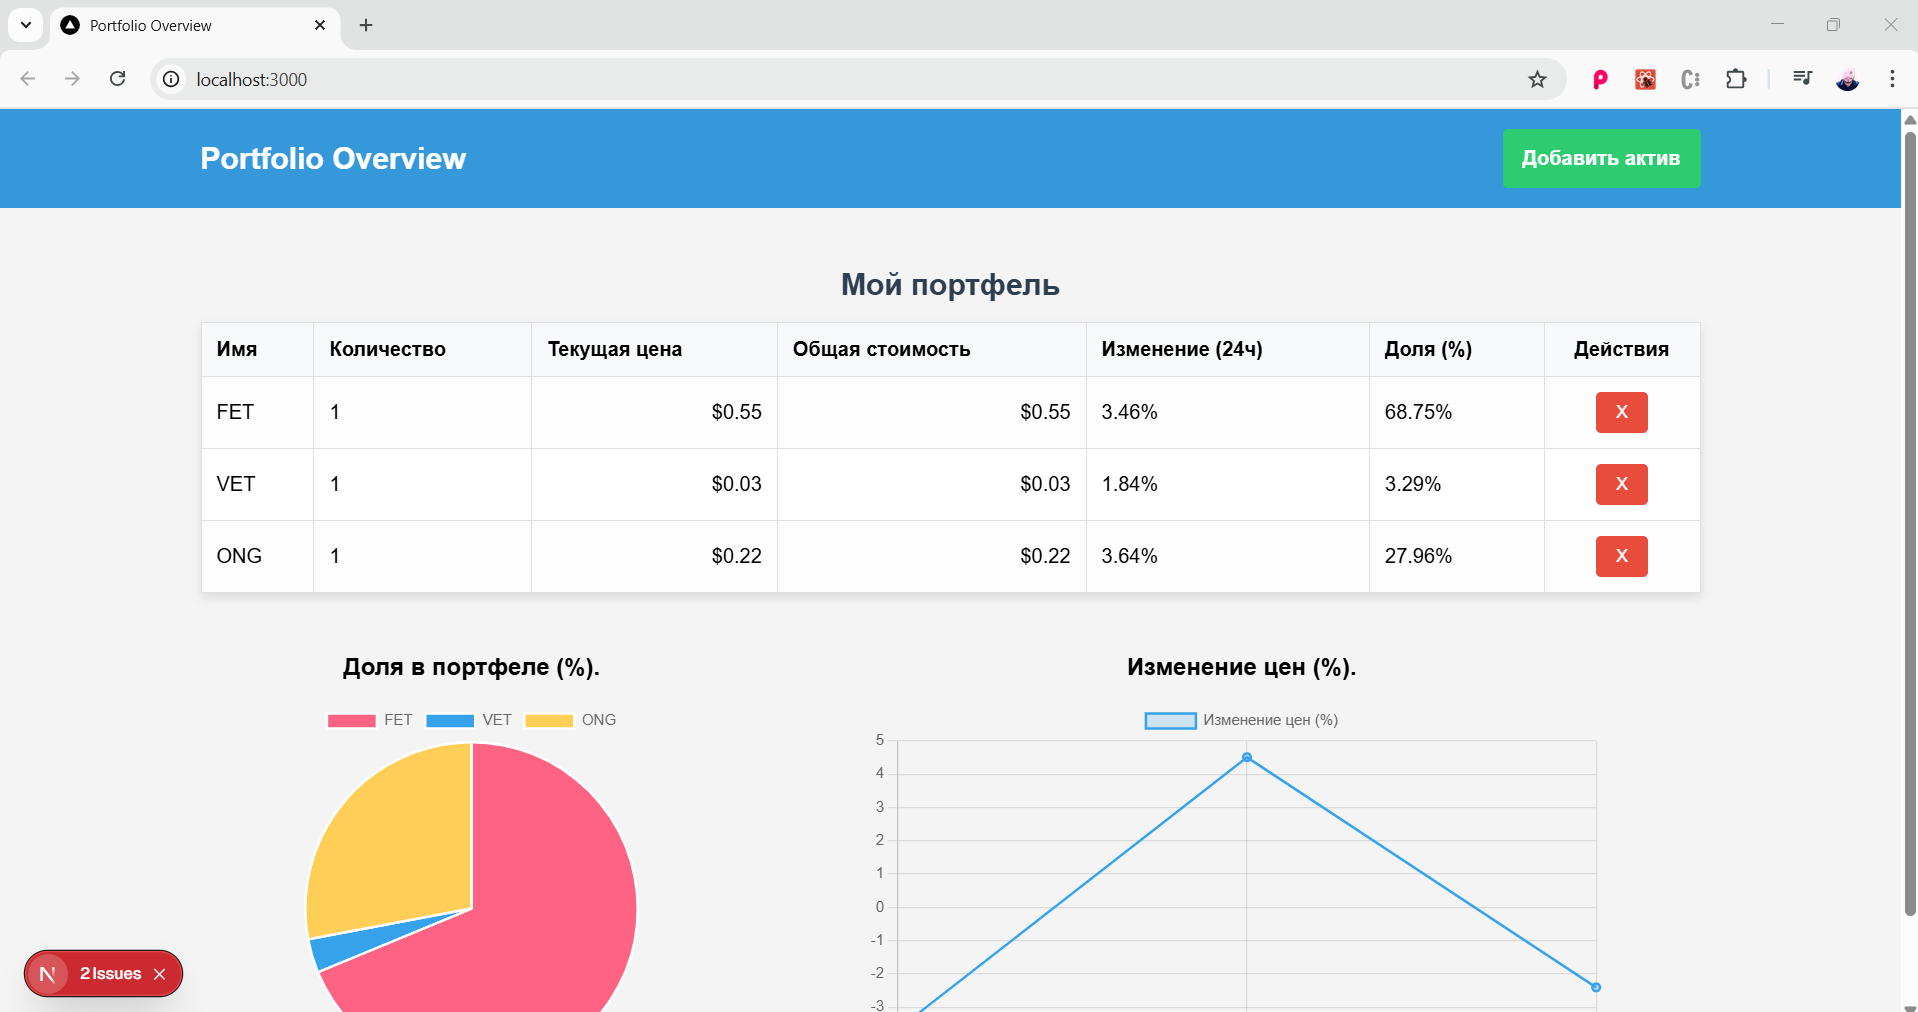 Portfolio Overview
localhost:3000
Portfolio Overview
Добавить актив
Мой портфель
Имя Количество Текущая цена Общая стоимость Изменение (24ч) Доля (%) Действия
FET 1 $0.55 $0.55 3.46% 68.75% X
VET 1 $0.03 $0.03 1.84% 3.29% X
ONG 1 $0.22 $0.22 3.64% 27.96% X
Доля в портфеле (%).
FET VET ONG
Изменение цен (%).
Изменение цен (%)
5
4
3
2
1
0
-1
-2
-3
N 2 Issues